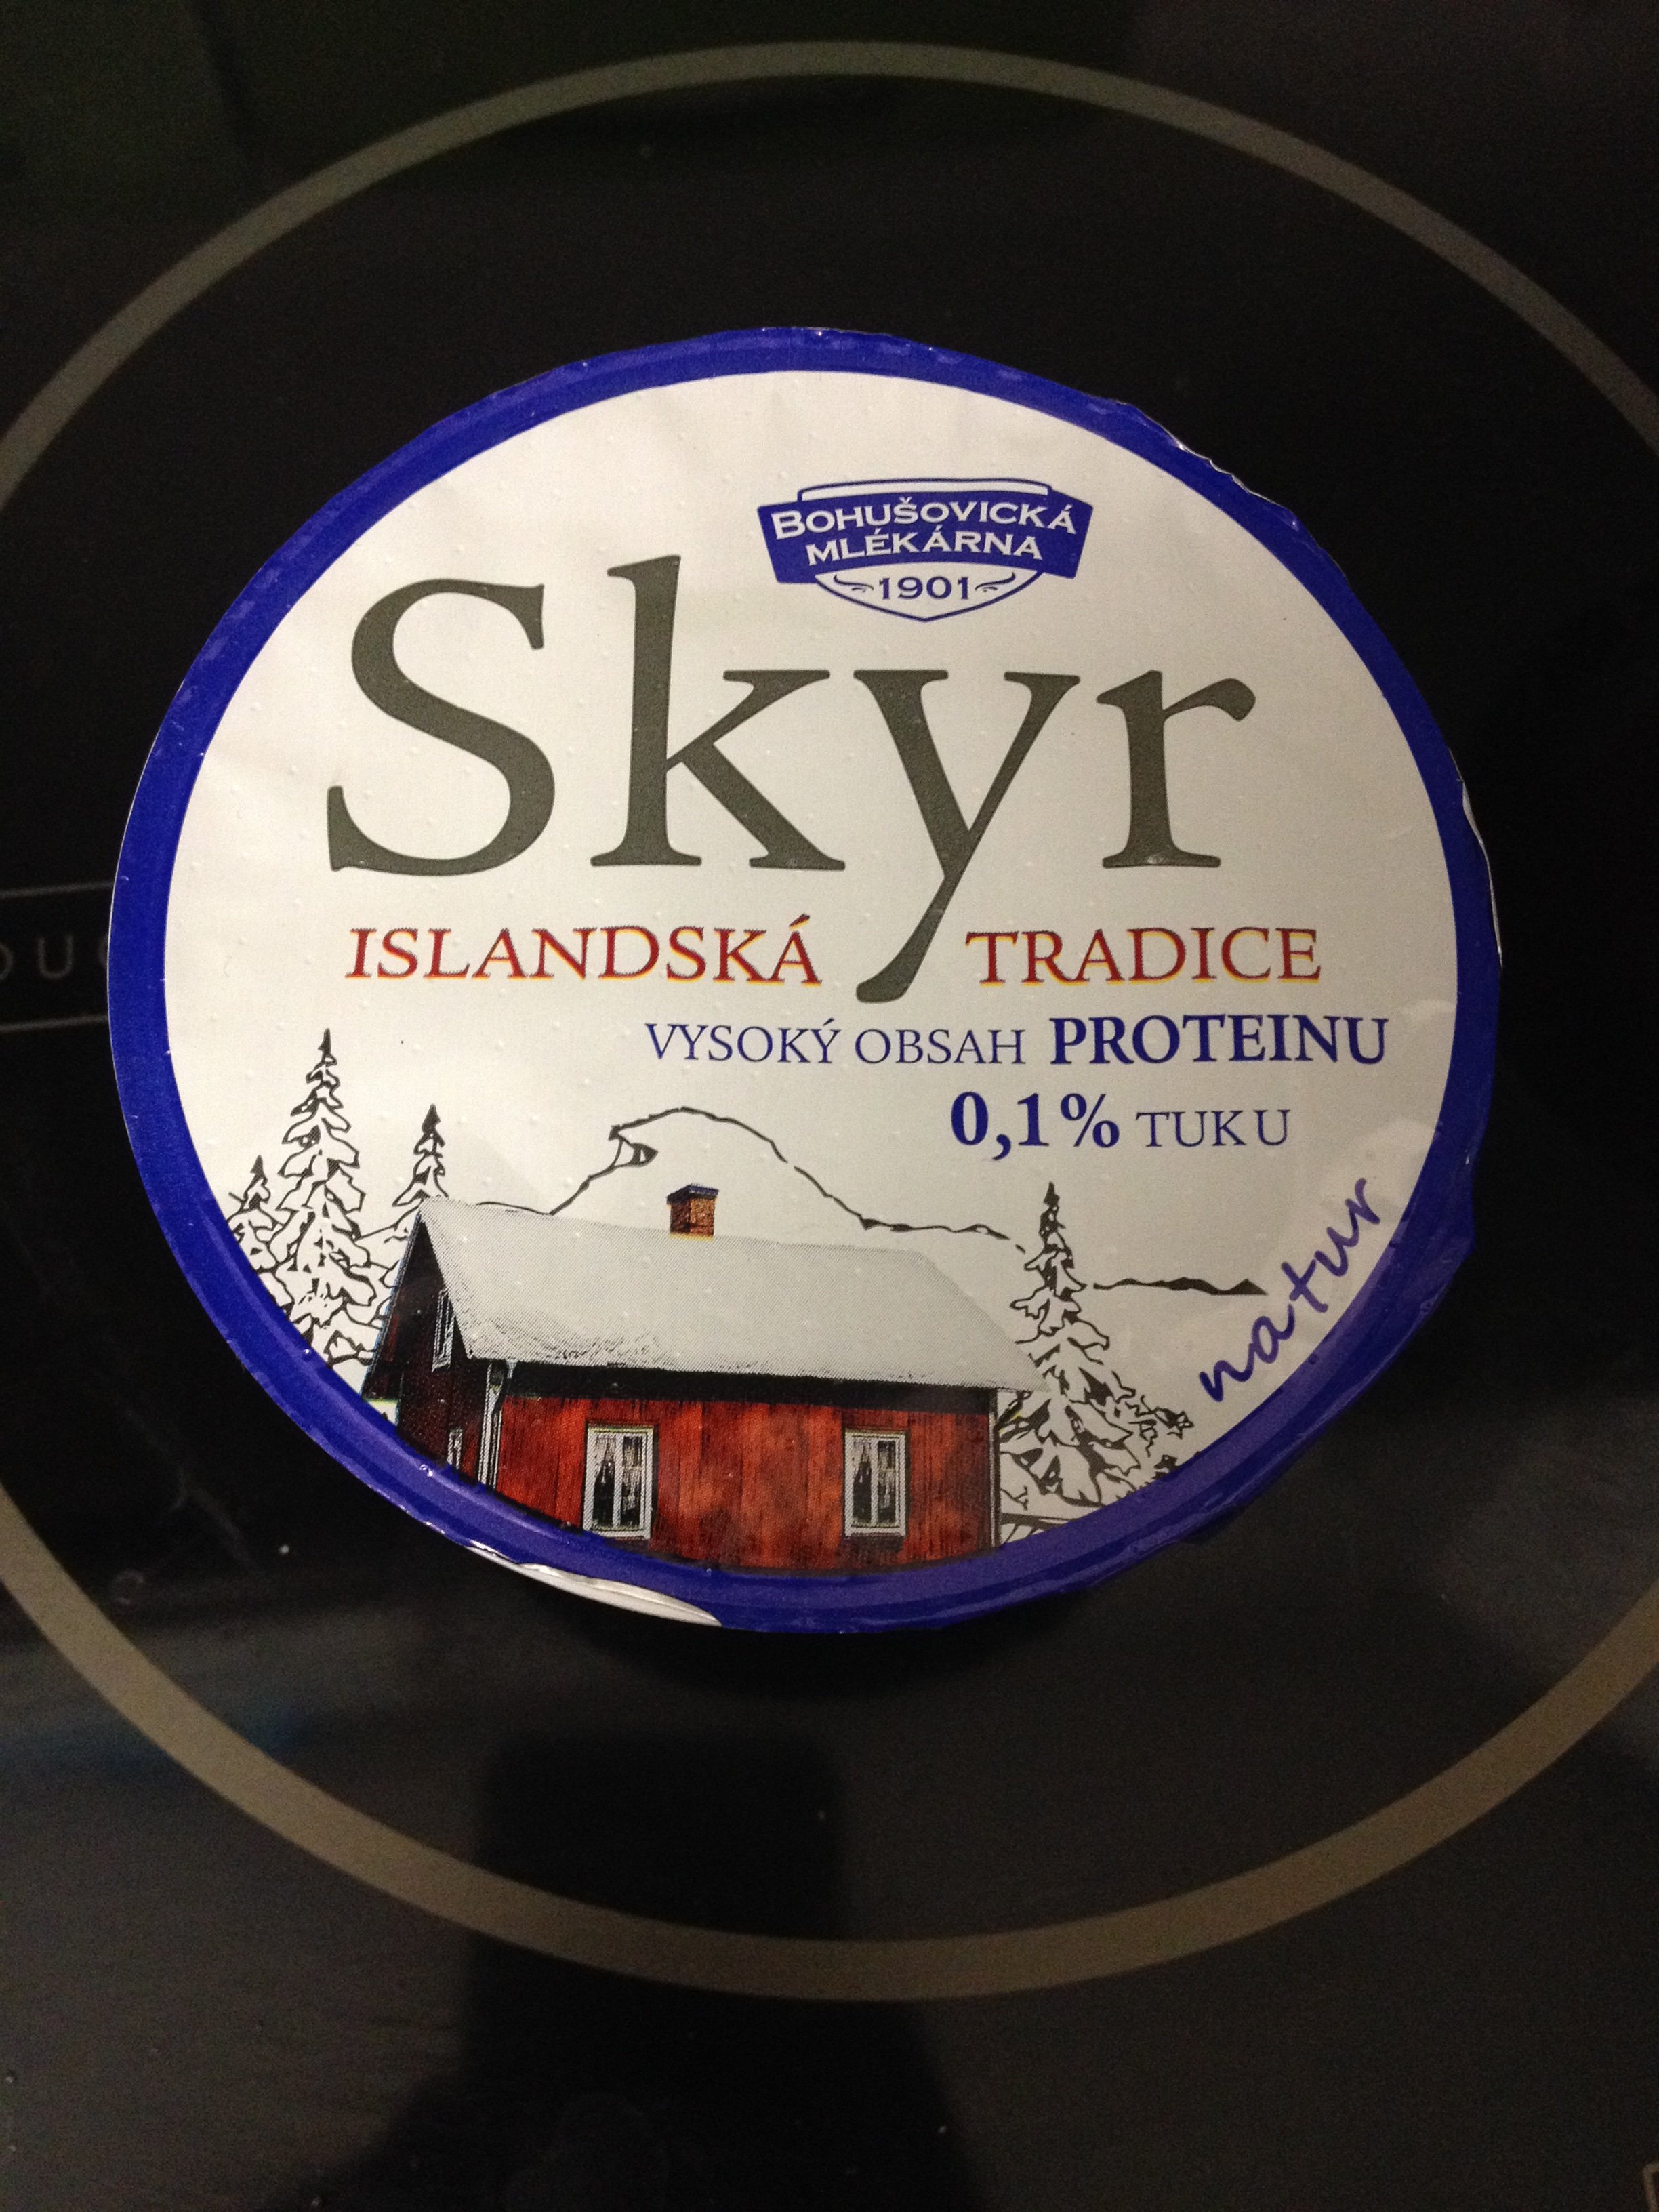 BOHUŠOVICKÁ
MLÉKÁRNA
1901
Skyr
ISLANDSKÁ TRADICE
VYSOKÝ OBSAH PROTEINU
0,1% TUKU
natur